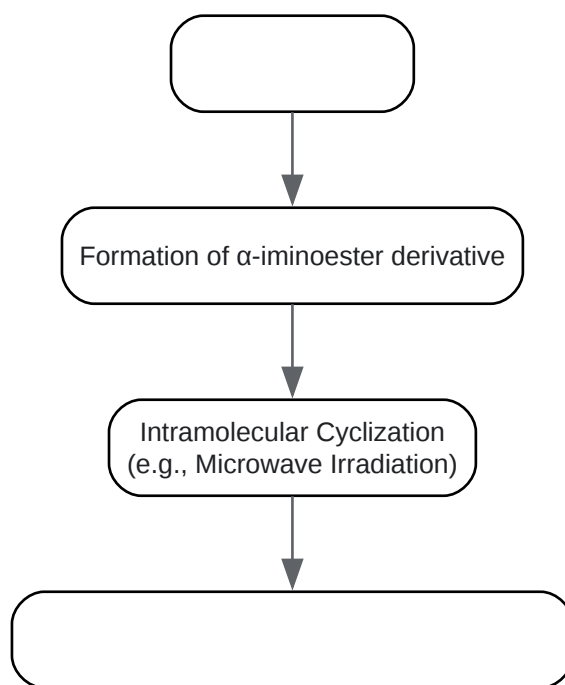 Formation of α-iminoester derivative
Intramolecular Cyclization
(e.g., Microwave Irradiation)